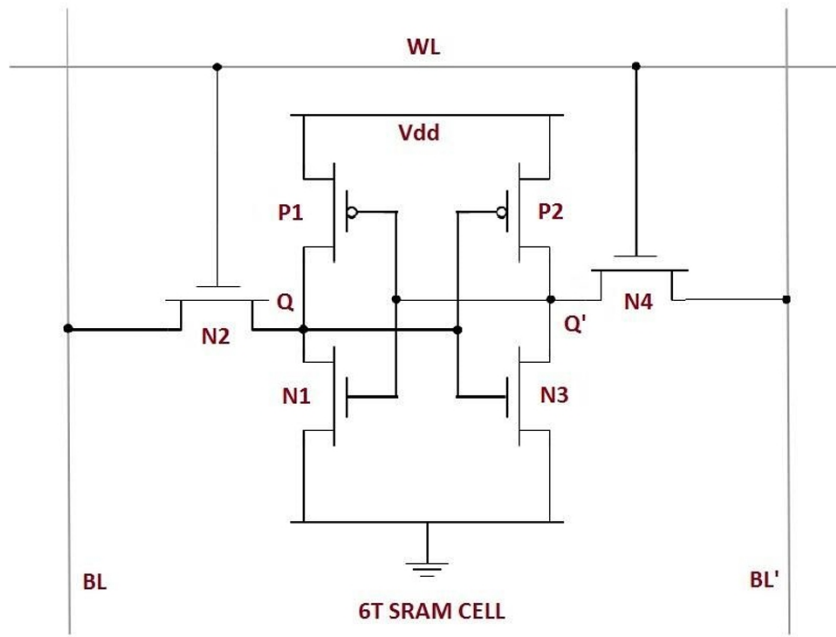 WL
Vdd
P1
P2
Q
N4
N2
Q'
N1
N3
BL
BL'
6T SRAM CELL